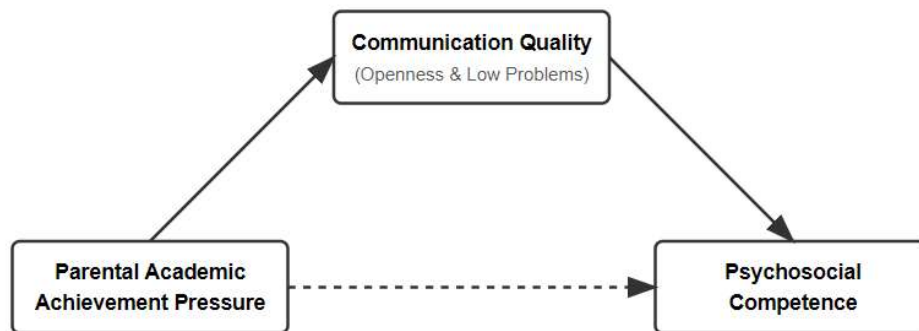 Communication Quality
(Openness & Low Problems)
Parental Academic
Achievement Pressure
Psychosocial
Competence